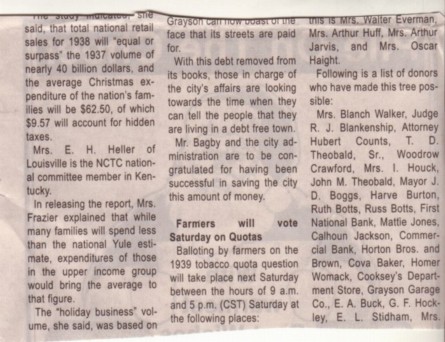 The study indicated, she
said, that total national retail
sales for 1938 will "equal or
surpass" the 1937 volume of
nearly 40 billion dollars, and
the average Christmas ex-
penditure of the nation's fam-
ilies will be $62.50, of which
$9.57 will account for hidden
taxes.
Mrs. E. H. Heller of
Louisville is the NCTC nation-
al committee member in Ken-
tucky.
In releasing the report, Mrs.
Frazier explained that while
many families will spend less
than the national Yule esti-
mate, expenditures of those
in the upper income group
would bring the average to
that figure.
The "holiday business" vol-
ume, she said, was based on
Grayson can now boast of the
face that its streets are paid
for.
With this debt removed from
its books, those in charge of
the city's affairs are looking
towards the time when they
can tell the people that they
are living in a debt free town.
Mr. Bagby and the city ad-
ministration are to be con-
gratulated for having been
successful in saving the city
this amount of money.
Farmers will vote
Saturday on Quotas
Balloting by farmers on the
1939 tobacco quota question
will take place next Saturday
between the hours of 9 a.m.
and 5 p.m. (CST) Saturday at
the following places:
this is Mrs. Walter Everman,
Mrs. Arthur Huff, Mrs. Arthur
Jarvis, and Mrs. Oscar
Haight.
Following is a list of donors
who have made this tree pos-
sible:
Mrs. Blanch Walker, Judge
R. J. Blankenship, Attorney
Hubert Counts, T. D.
Theobald, Sr., Woodrow
Crawford, Mrs. I. Houck,
John M. Theobald, Mayor J.
D. Boggs, Harve Burton,
Ruth Botts, Russ Botts, First
National Bank, Mattie Jones,
Calhoun Jackson, Commer-
cial Bank, Horton Bros. and
Brown, Cova Baker, Homer
Womack, Cooksey's Depart-
ment Store, Grayson Garage
Co., E. A. Buck, G. F. Hock-
ley, E. L. Stidham, Mrs.